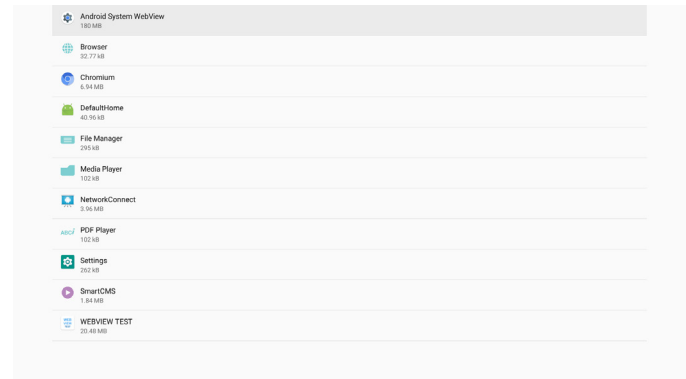 Android System WebView
180 MB
Browser
32.77 kB
Chromium
6.94 MB
DefaultHome
40.96 kB
File Manager
295 kB
Media Player
102 kB
NetworkConnect
3.96 MB
PDF Player
102 kB
Settings
262 kB
SmartCMS
1.84 MB
WEBVIEW TEST
20.48 MB